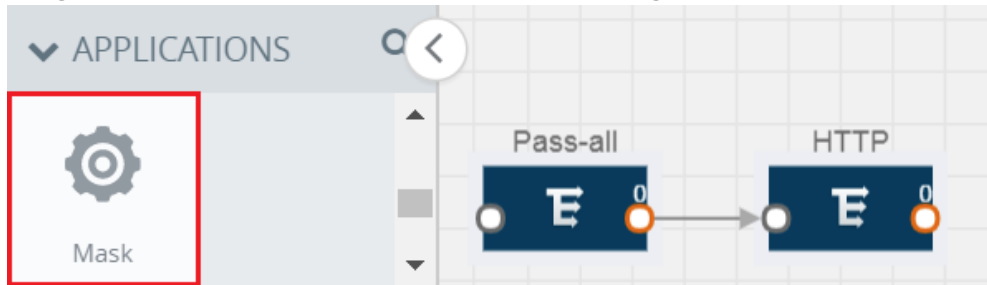 APPLICATIONS
Mask
Pass-all
HTTP
0
0